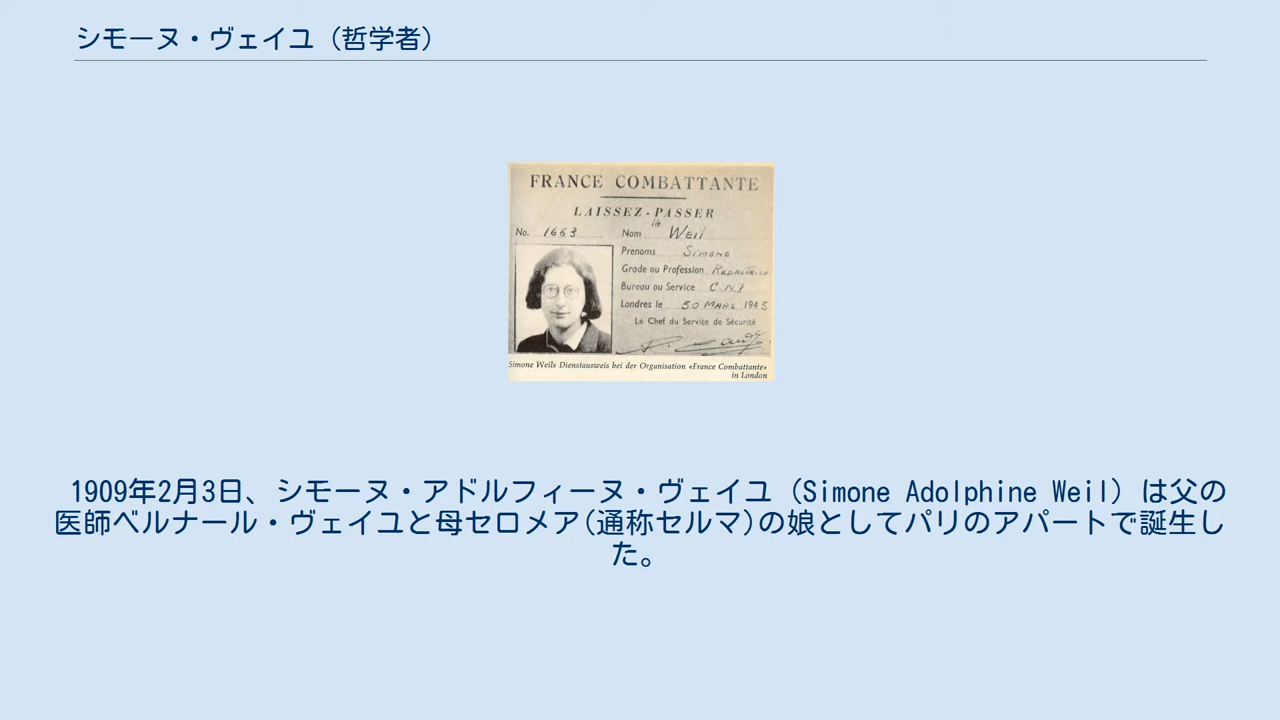 シモーヌ・ヴェイユ（哲学者）
FRANCE COMBATTANTE
LAISSEZ-PASSER
No. 1663
Nom Weil
Prenoms Simone
Grade ou Profession Redactrice
Bureau ou Service C.N.I
Londres le 30 Mars 1943
Le Chef du Service de Sécurité
Simone Weils Dienstausweis bei der Organisation «France Combattante»
in London
1909年2月3日、シモーヌ・アドルフィーヌ・ヴェイユ（Simone Adolphine Weil）は父の
医師ベルナール・ヴェイユと母セロメア(通称セルマ)の娘としてパリのアパートで誕生し
た。